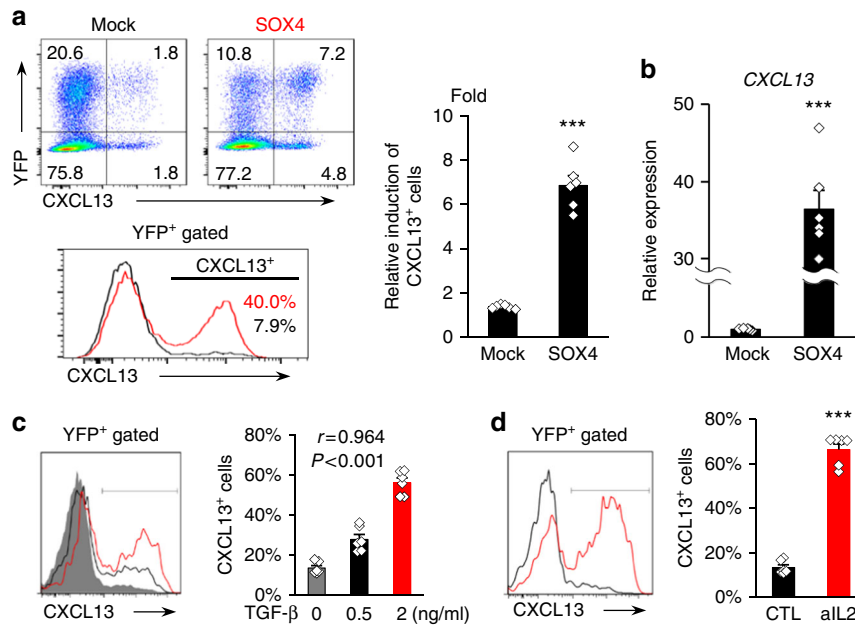 a
Mock
SOX4
20.6 1.8
10.8 7.2
75.8 1.8
77.2 4.8
YFP
CXCL13
YFP+ gated
CXCL13+
40.0%
7.9%
CXCL13
Fold
***
Relative induction of
CXCL13+ cells
10
8
6
4
2
0
Mock SOX4
b
CXCL13
***
Relative expression
50
40
30
0
Mock SOX4
c
YFP+ gated
CXCL13
r=0.964
P<0.001
CXCL13+ cells
80%
60%
40%
20%
0%
TGF-β 0 0.5 2 (ng/ml)
d
YFP+ gated
CXCL13
***
CXCL13+ cells
80%
60%
40%
20%
0%
CTL aIL2